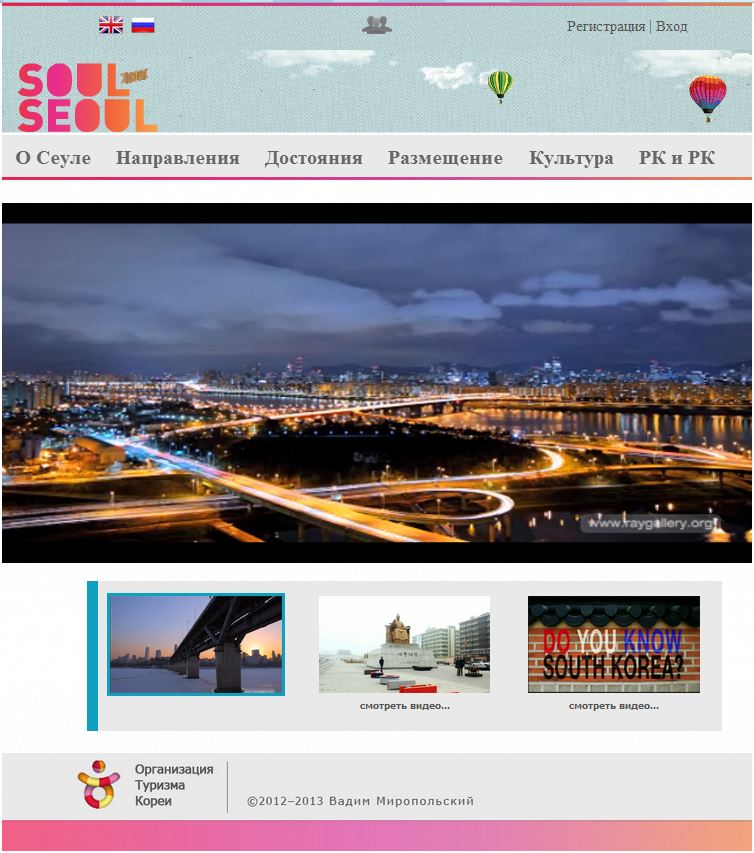 Регистрация | Вход
SOUL
SEOUL
О Сеуле Направления Достояния Размещение Культура РК и РК
www.raygallery.org
DO YOU KNOW
SOUTH KOREA?
смотреть видео... смотреть видео...
Организация
Туризма
Кореи
©2012–2013 Вадим Миропольский